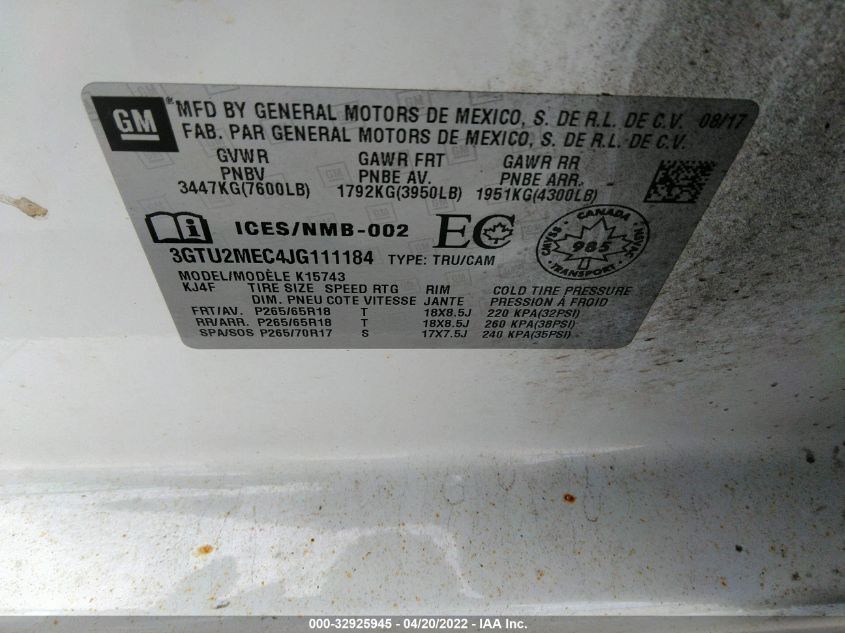 GM ® MFD BY GENERAL MOTORS DE MEXICO, S. DE R.L. DE C.V. 08/17
FAB. PAR GENERAL MOTORS DE MEXICO, S. DE R.L. DE C.V.
GVWR GAWR FRT GAWR RR
PNBV PNBE AV. PNBE ARR.
3447KG(7600LB) 1792KG(3950LB) 1951KG(4300LB)
ICES/NMB-002 EC
CANADA
985
TRANSPORT
3GTU2MEC4JG111184 TYPE: TRU/CAM
MODEL/MODÈLE K15743
KJ4F TIRE SIZE SPEED RTG RIM COLD TIRE PRESSURE
DIM. PNEU COTE VITESSE JANTE PRESSION À FROID
FRT/AV. P265/65R18 T 18X8.5J 220 KPA(32PSI)
RR/ARR. P265/65R18 T 18X8.5J 260 KPA(38PSI)
SPA/SOS P265/70R17 S 17X7.5J 240 KPA(35PSI)
000-32925945 - 04/20/2022 - IAA Inc.